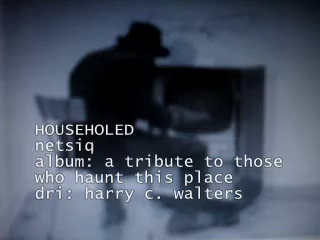 HOUSEHOLED
netsiq
album: a tribute to those
who haunt this place
dri: harry c. walters